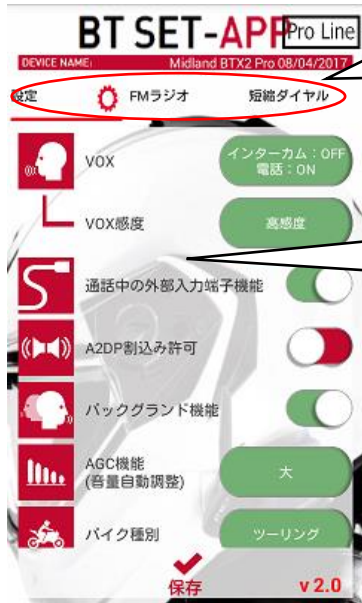 BT SET-APP
Pro Line
DEVICE NAME: Midland BTX2 Pro 08/04/2017
設定 FMラジオ 短縮ダイヤル
VOX
インターカム:OFF
電話:ON
VOX感度
高感度
通話中の外部入力端子機能
A2DP割込み許可
バックグランド機能
AGC機能
(音量自動調整)
大
バイク種別
ツーリング
保存
v 2.0